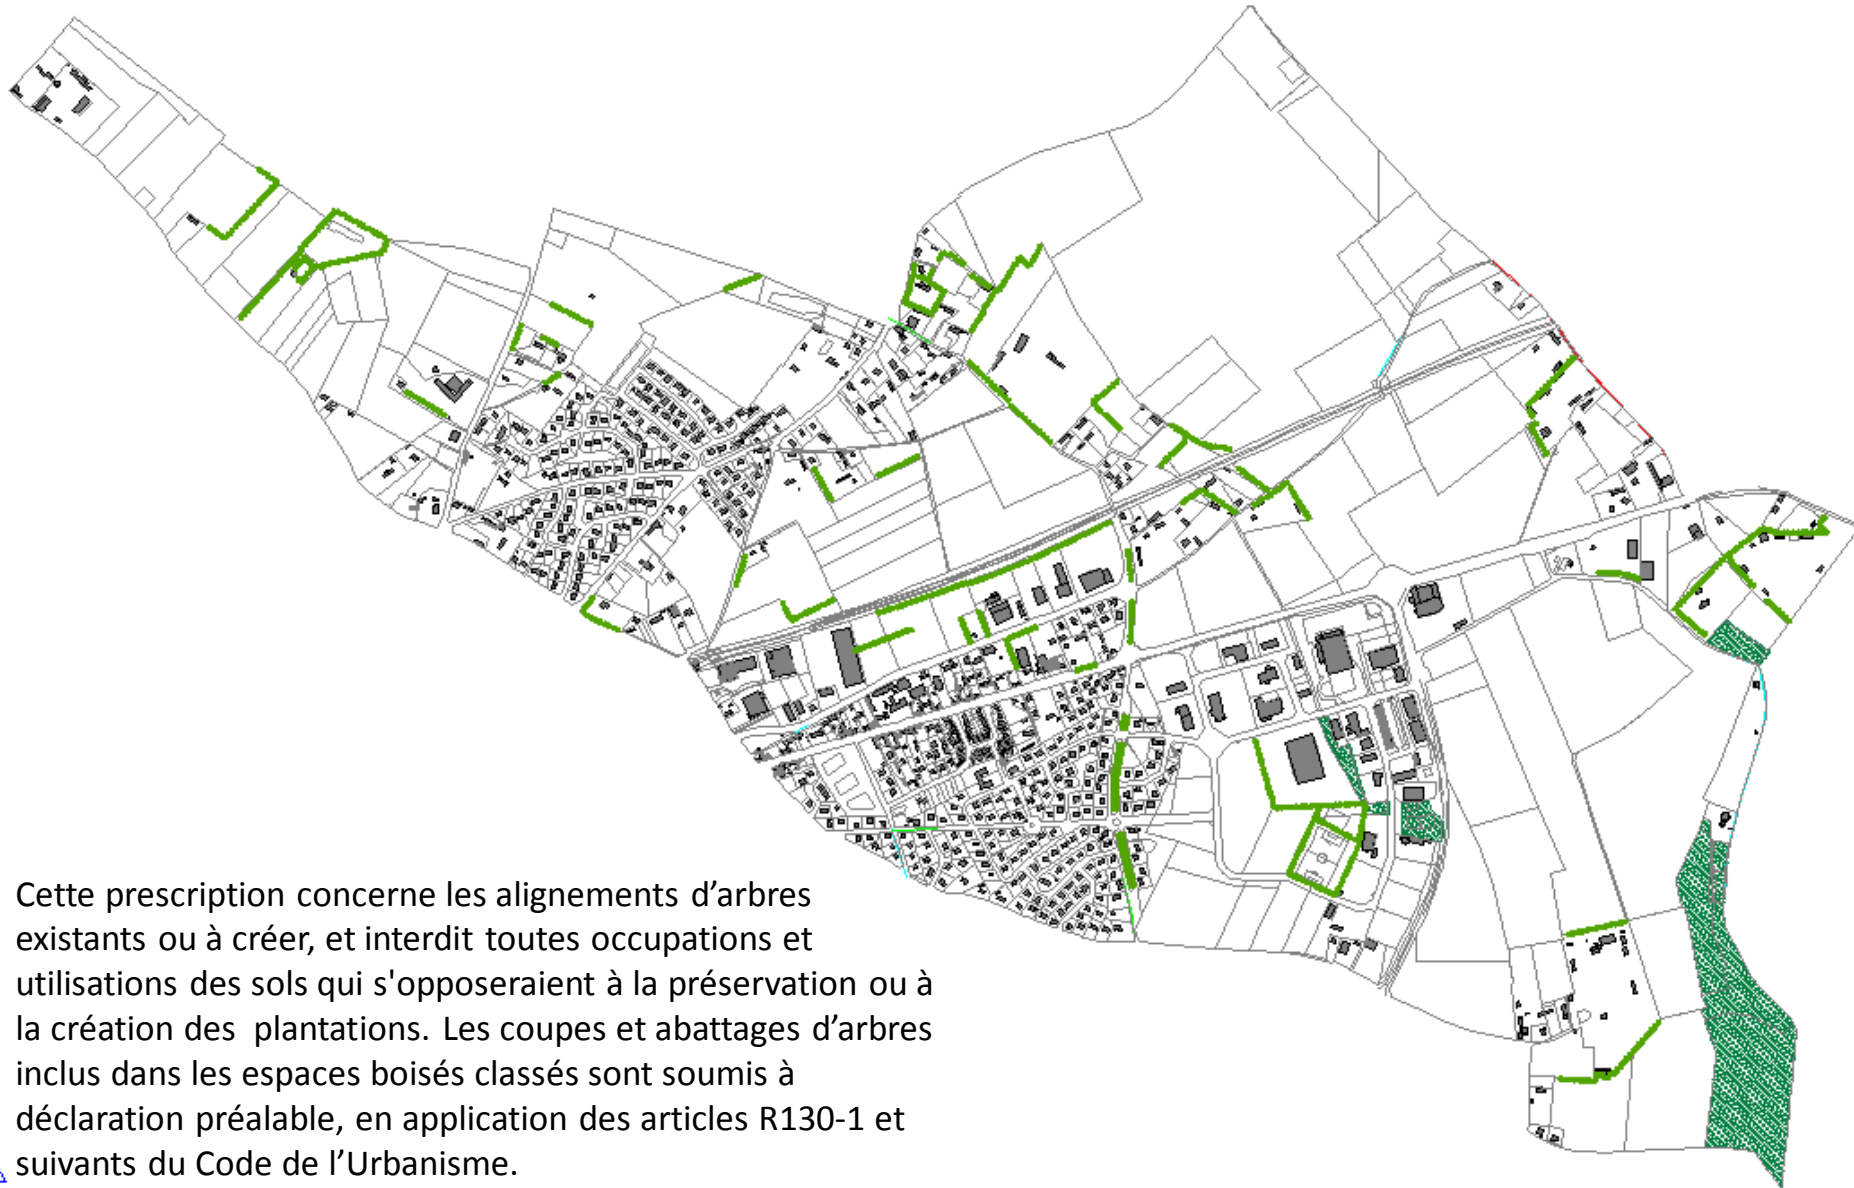 Cette prescription concerne les alignements d’arbres
existants ou à créer, et interdit toutes occupations et
utilisations des sols qui s'opposeraient à la préservation ou à
la création des plantations. Les coupes et abattages d’arbres
inclus dans les espaces boisés classés sont soumis à
déclaration préalable, en application des articles R130-1 et
suivants du Code de l’Urbanisme.